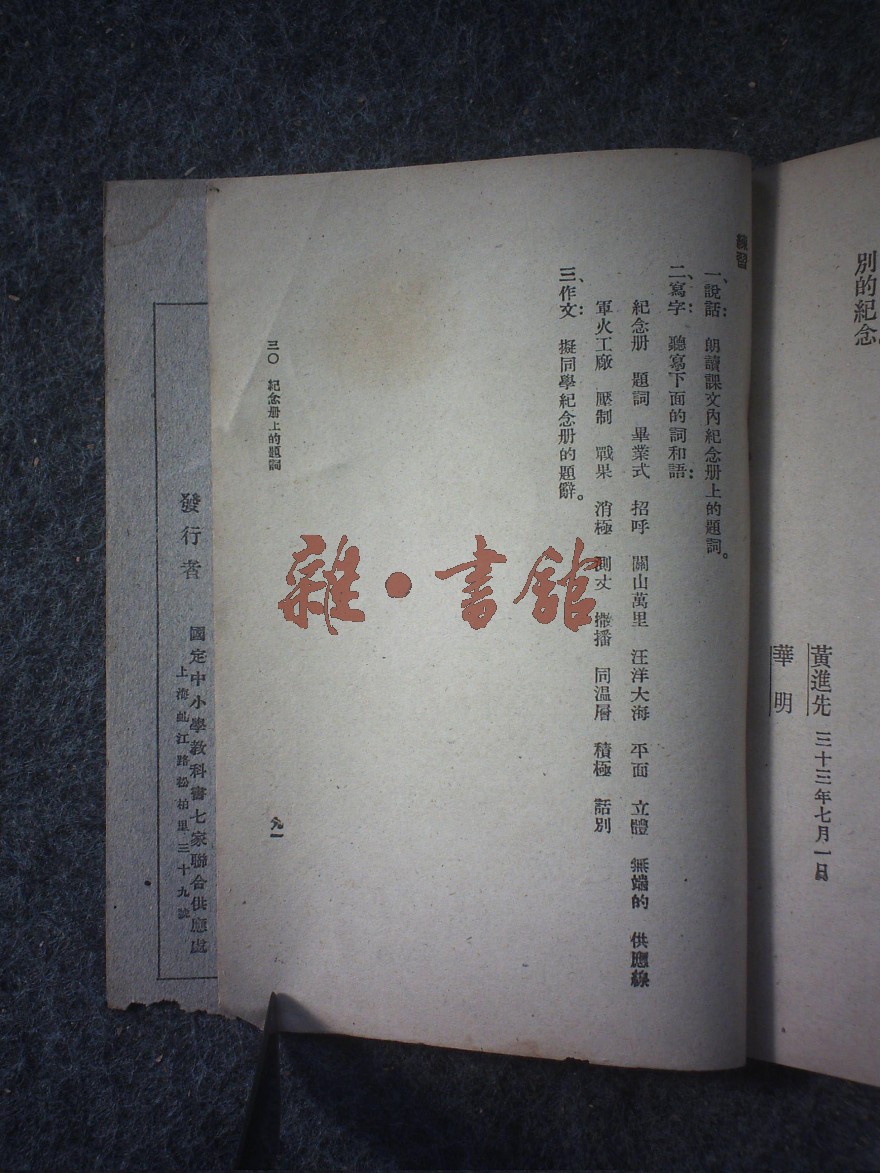 別的紀念。
黃進先 三十三年七月一日
華明
練習
一、說話： 朗讀課文內紀念册上的題詞。
二、寫字： 聽寫下面的詞和語：
紀念册 題詞 畢業式 招呼 關山萬里 汪洋大海 平面 立體 無端的 供應線
軍火工廠 壓制 戰果 消極 測丈 撒播 同溫層 積極 話別
三、作文： 擬同學紀念册的題辭。
三〇 紀念册上的題詞
九一
雜·書館
發行者 國定中小學教科書七家聯合供應處
上海虬江路松柏里三十九號